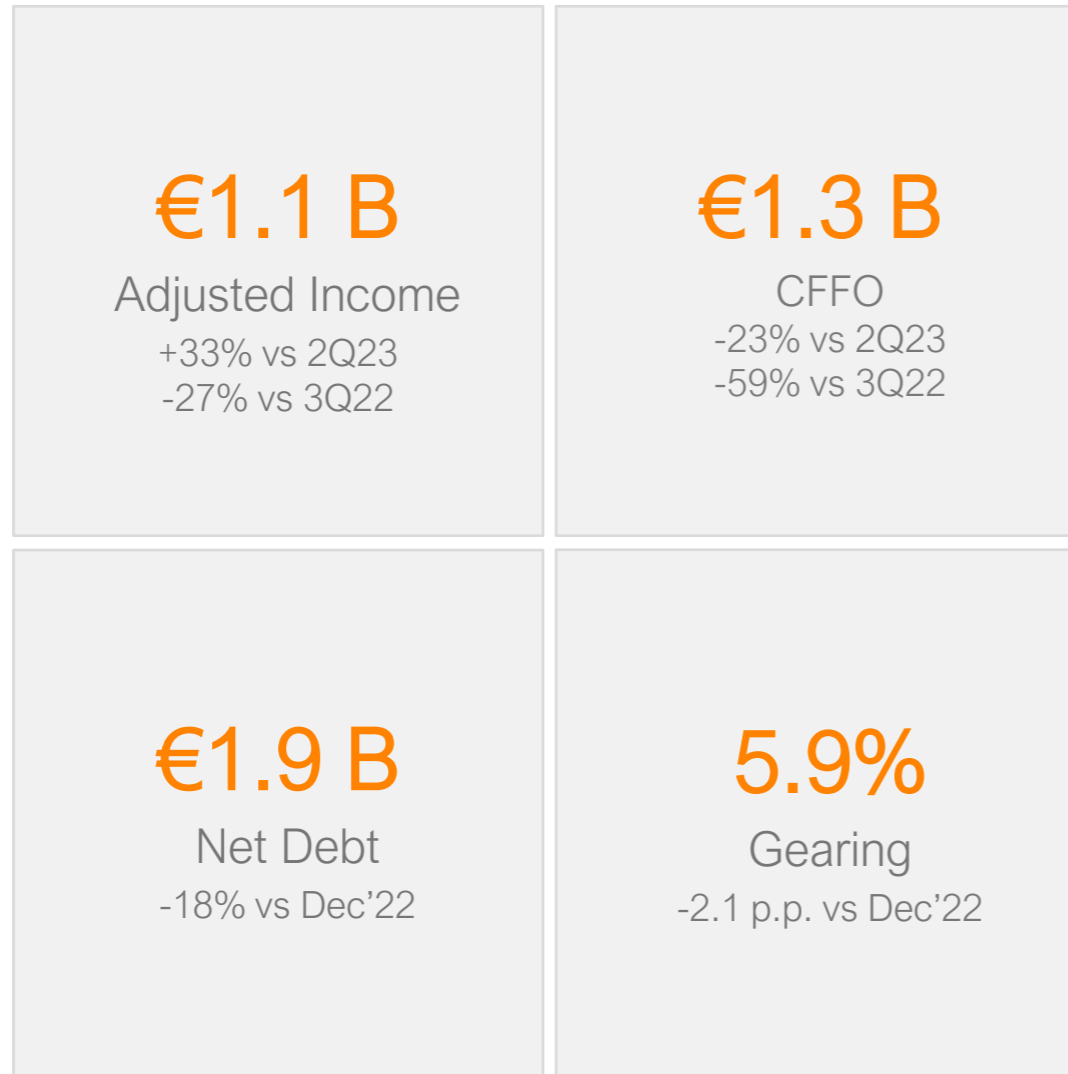 €1.1 B
Adjusted Income
+33% vs 2Q23
-27% vs 3Q22
€1.3 B
CFFO
-23% vs 2Q23
-59% vs 3Q22
€1.9 B
Net Debt
-18% vs Dec’22
5.9%
Gearing
-2.1 p.p. vs Dec’22